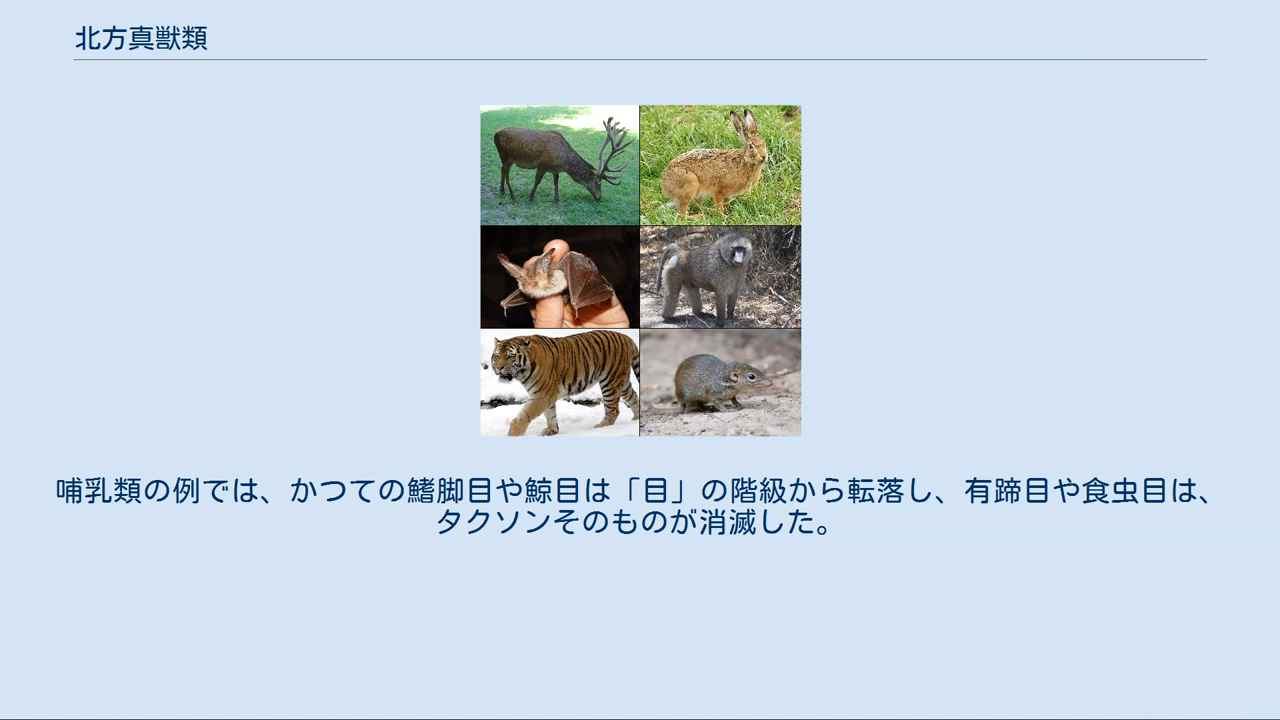 北方真獣類
哺乳類の例では、かつての鰭脚目や鯨目は「目」の階級から転落し、有蹄目や食虫目は、
タクソンそのものが消滅した。